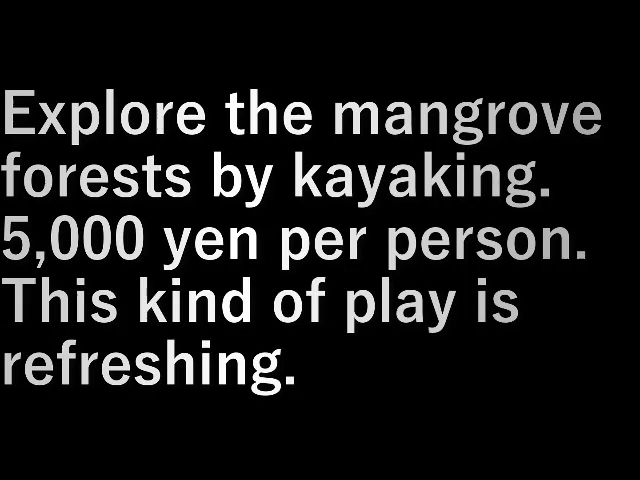 Explore the mangrove
forests by kayaking.
5,000 yen per person.
This kind of play is
refreshing.